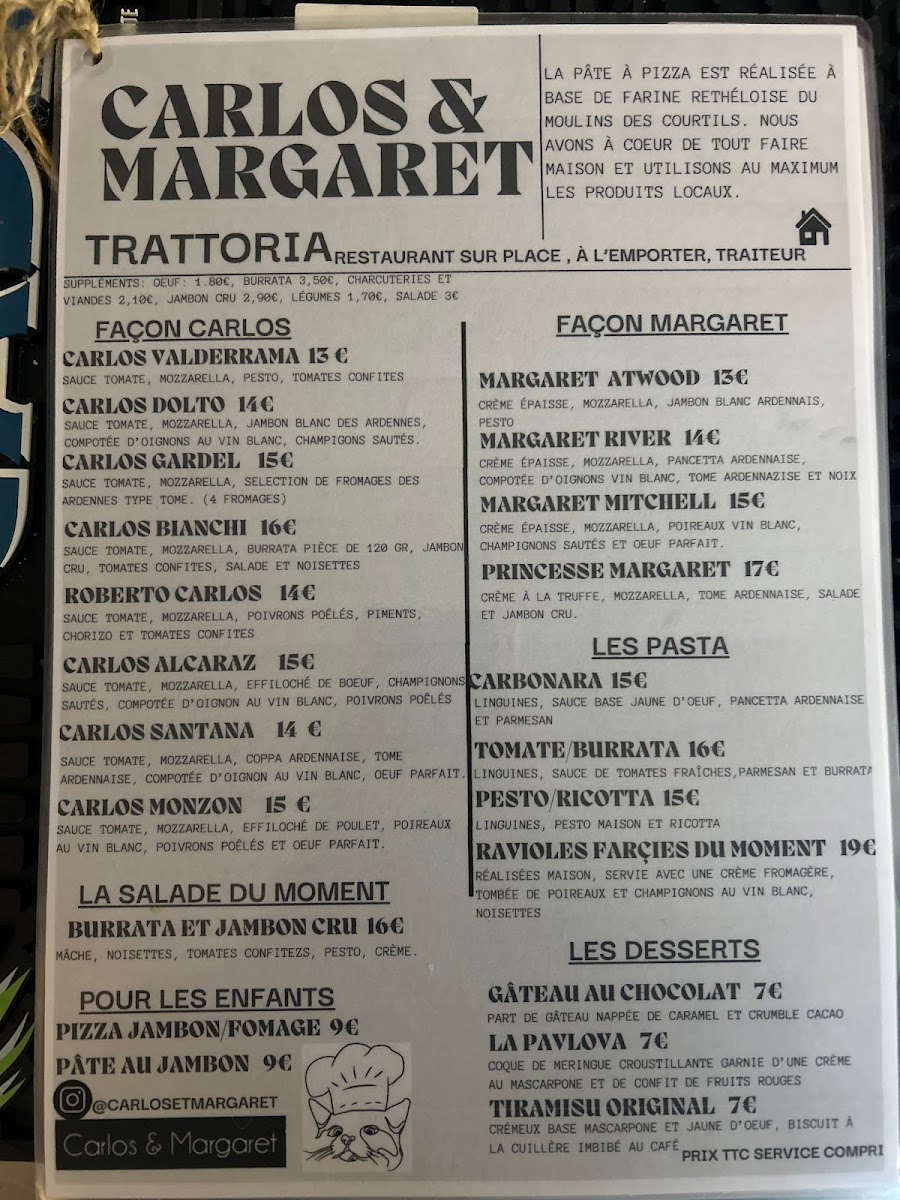 CARLOS &
MARGARET
LA PÂTE À PIZZA EST RÉALISÉE À
BASE DE FARINE RETHÉLOISE DU
MOULINS DES COURTILS. NOUS
AVONS À COEUR DE TOUT FAIRE
MAISON ET UTILISONS AU MAXIMUM
LES PRODUITS LOCAUX.
TRATTORIA RESTAURANT SUR PLACE , À L'EMPORTER, TRAITEUR
SUPPLÉMENTS: OEUF: 1.80€, BURRATA 3,50€, CHARCUTERIES ET
VIANDES 2,10€, JAMBON CRU 2,90€, LÉGUMES 1,70€, SALADE 3€
FAÇON CARLOS
CARLOS VALDERRAMA 13 €
SAUCE TOMATE, MOZZARELLA, PESTO, TOMATES CONFITES
CARLOS DOLTO 14€
SAUCE TOMATE, MOZZARELLA, JAMBON BLANC DES ARDENNES,
COMPOTÉE D'OIGNONS AU VIN BLANC, CHAMPIGONS SAUTÉS.
CARLOS GARDEL 15€
SAUCE TOMATE, MOZZARELLA, SELECTION DE FROMAGES DES
ARDENNES TYPE TOME. (4 FROMAGES)
CARLOS BIANCHI 16€
SAUCE TOMATE, MOZZARELLA, BURRATA PIÈCE DE 120 GR, JAMBON
CRU, TOMATES CONFITES, SALADE ET NOISETTES
ROBERTO CARLOS 14€
SAUCE TOMATE, MOZZARELLA, POIVRONS POÊLÉS, PIMENTS,
CHORIZO ET TOMATES CONFITES
CARLOS ALCARAZ 15€
SAUCE TOMATE, MOZZARELLA, EFFILOCHÉ DE BOEUF, CHAMPIGNONS
SAUTÉS, COMPOTÉE D'OIGNON AU VIN BLANC, POIVRONS POÊLÉS
CARLOS SANTANA 14 €
SAUCE TOMATE, MOZZARELLA, COPPA ARDENNAISE, TOME
ARDENNAISE, COMPOTÉE D'OIGNON AU VIN BLANC, OEUF PARFAIT.
CARLOS MONZON 15 €
SAUCE TOMATE, MOZZARELLA, EFFILOCHÉ DE POULET, POIREAUX
AU VIN BLANC, POIVRONS POÊLÉS ET OEUF PARFAIT.
LA SALADE DU MOMENT
BURRATA ET JAMBON CRU 16€
MÂCHE, NOISETTES, TOMATES CONFITEZS, PESTO, CRÈME.
POUR LES ENFANTS
PIZZA JAMBON/FOMAGE 9€
PÂTE AU JAMBON 9€
@CARLOSETMARGARET
Carlos & Margaret
FAÇON MARGARET
MARGARET ATWOOD 13€
CRÈME ÉPAISSE, MOZZARELLA, JAMBON BLANC ARDENNAIS,
PESTO
MARGARET RIVER 14€
CRÈME ÉPAISSE, MOZZARELLA, PANCETTA ARDENNAISE,
COMPOTÉE D'OIGNONS VIN BLANC, TOME ARDENNAZISE ET NOIX
MARGARET MITCHELL 15€
CRÈME ÉPAISSE, MOZZARELLA, POIREAUX VIN BLANC,
CHAMPIGNONS SAUTÉS ET OEUF PARFAIT.
PRINCESSE MARGARET 17€
CRÈME À LA TRUFFE, MOZZARELLA, TOME ARDENNAISE, SALADE
ET JAMBON CRU.
LES PASTA
CARBONARA 15€
LINGUINES, SAUCE BASE JAUNE D'OEUF, PANCETTA ARDENNAISE
ET PARMESAN
TOMATE/BURRATA 16€
LINGUINES, SAUCE DE TOMATES FRAÎCHES,PARMESAN ET BURRATA
PESTO/RICOTTA 15€
LINGUINES, PESTO MAISON ET RICOTTA
RAVIOLES FARÇIES DU MOMENT 19€
RÉALISÉES MAISON, SERVIE AVEC UNE CRÈME FROMAGÈRE,
TOMBÉE DE POIREAUX ET CHAMPIGNONS AU VIN BLANC,
NOISETTES
LES DESSERTS
GÂTEAU AU CHOCOLAT 7€
PART DE GÂTEAU NAPPÉE DE CARAMEL ET CRUMBLE CACAO
LA PAVLOVA 7€
COQUE DE MERINGUE CROUSTILLANTE GARNIE D'UNE CRÈME
AU MASCARPONE ET DE CONFIT DE FRUITS ROUGES
TIRAMISU ORIGINAL 7€
CRÉMEUX BASE MASCARPONE ET JAUNE D'OEUF, BISCUIT À
LA CUILLÈRE IMBIBÉ AU CAFÉ
PRIX TTC SERVICE COMPRI